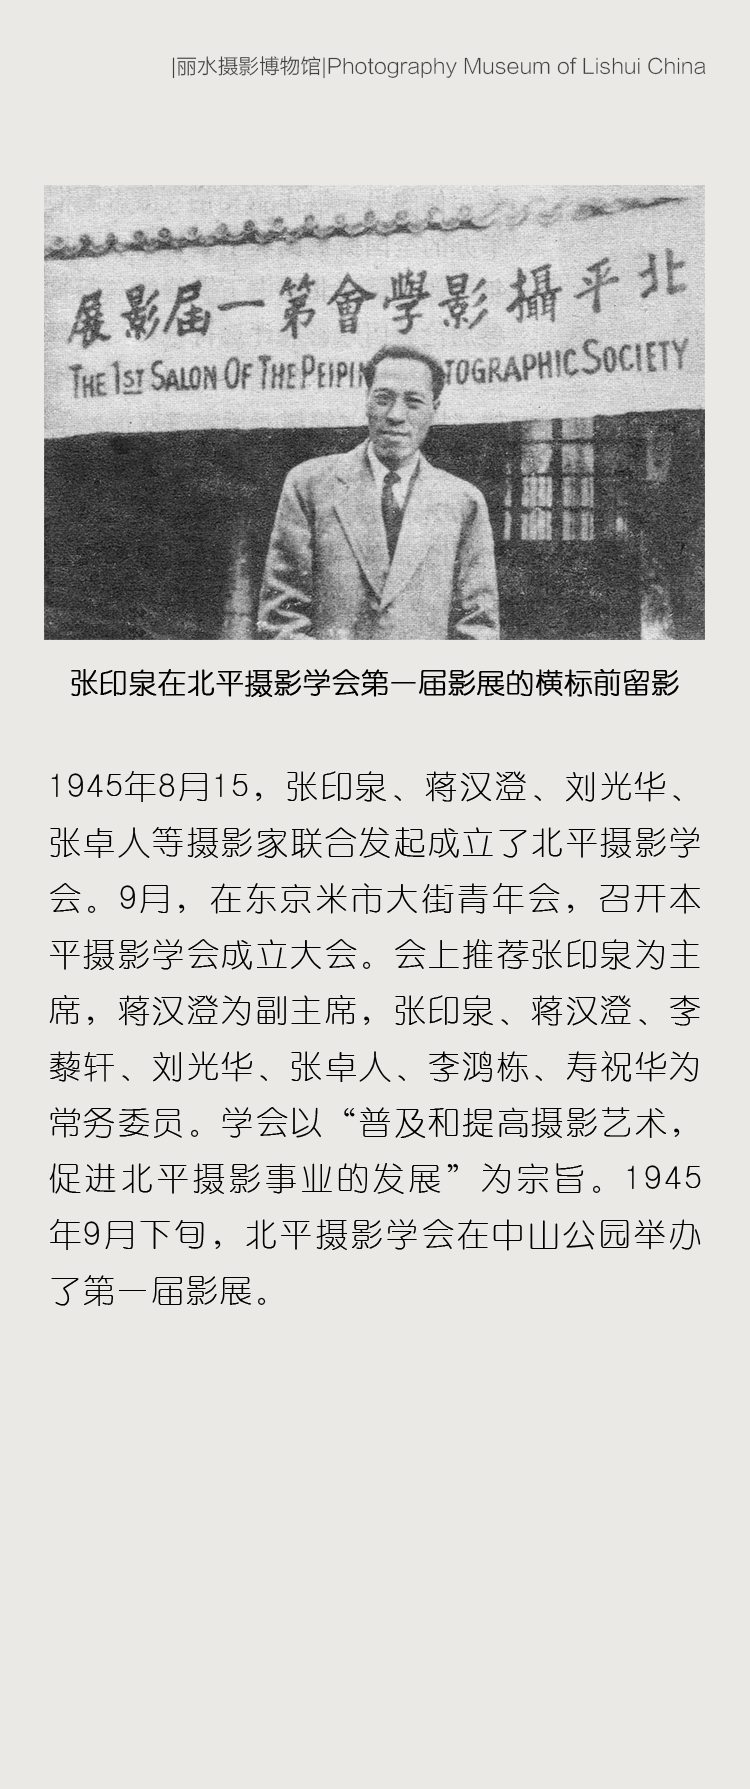 |丽水摄影博物馆|Photography Museum of Lishui China
展影届一第會學影攝平北
THE 1ST SALON OF THE PEIPIN TOGRAPHIC SOCIETY
张印泉在北平摄影学会第一届影展的横标前留影
1945年8月15，张印泉、蒋汉澄、刘光华、
张卓人等摄影家联合发起成立了北平摄影学
会。9月，在东京米市大街青年会，召开本
平摄影学会成立大会。会上推荐张印泉为主
席，蒋汉澄为副主席，张印泉、蒋汉澄、李
藜轩、刘光华、张卓人、李鸿栋、寿祝华为
常务委员。学会以“普及和提高摄影艺术，
促进北平摄影事业的发展”为宗旨。1945
年9月下旬，北平摄影学会在中山公园举办
了第一届影展。